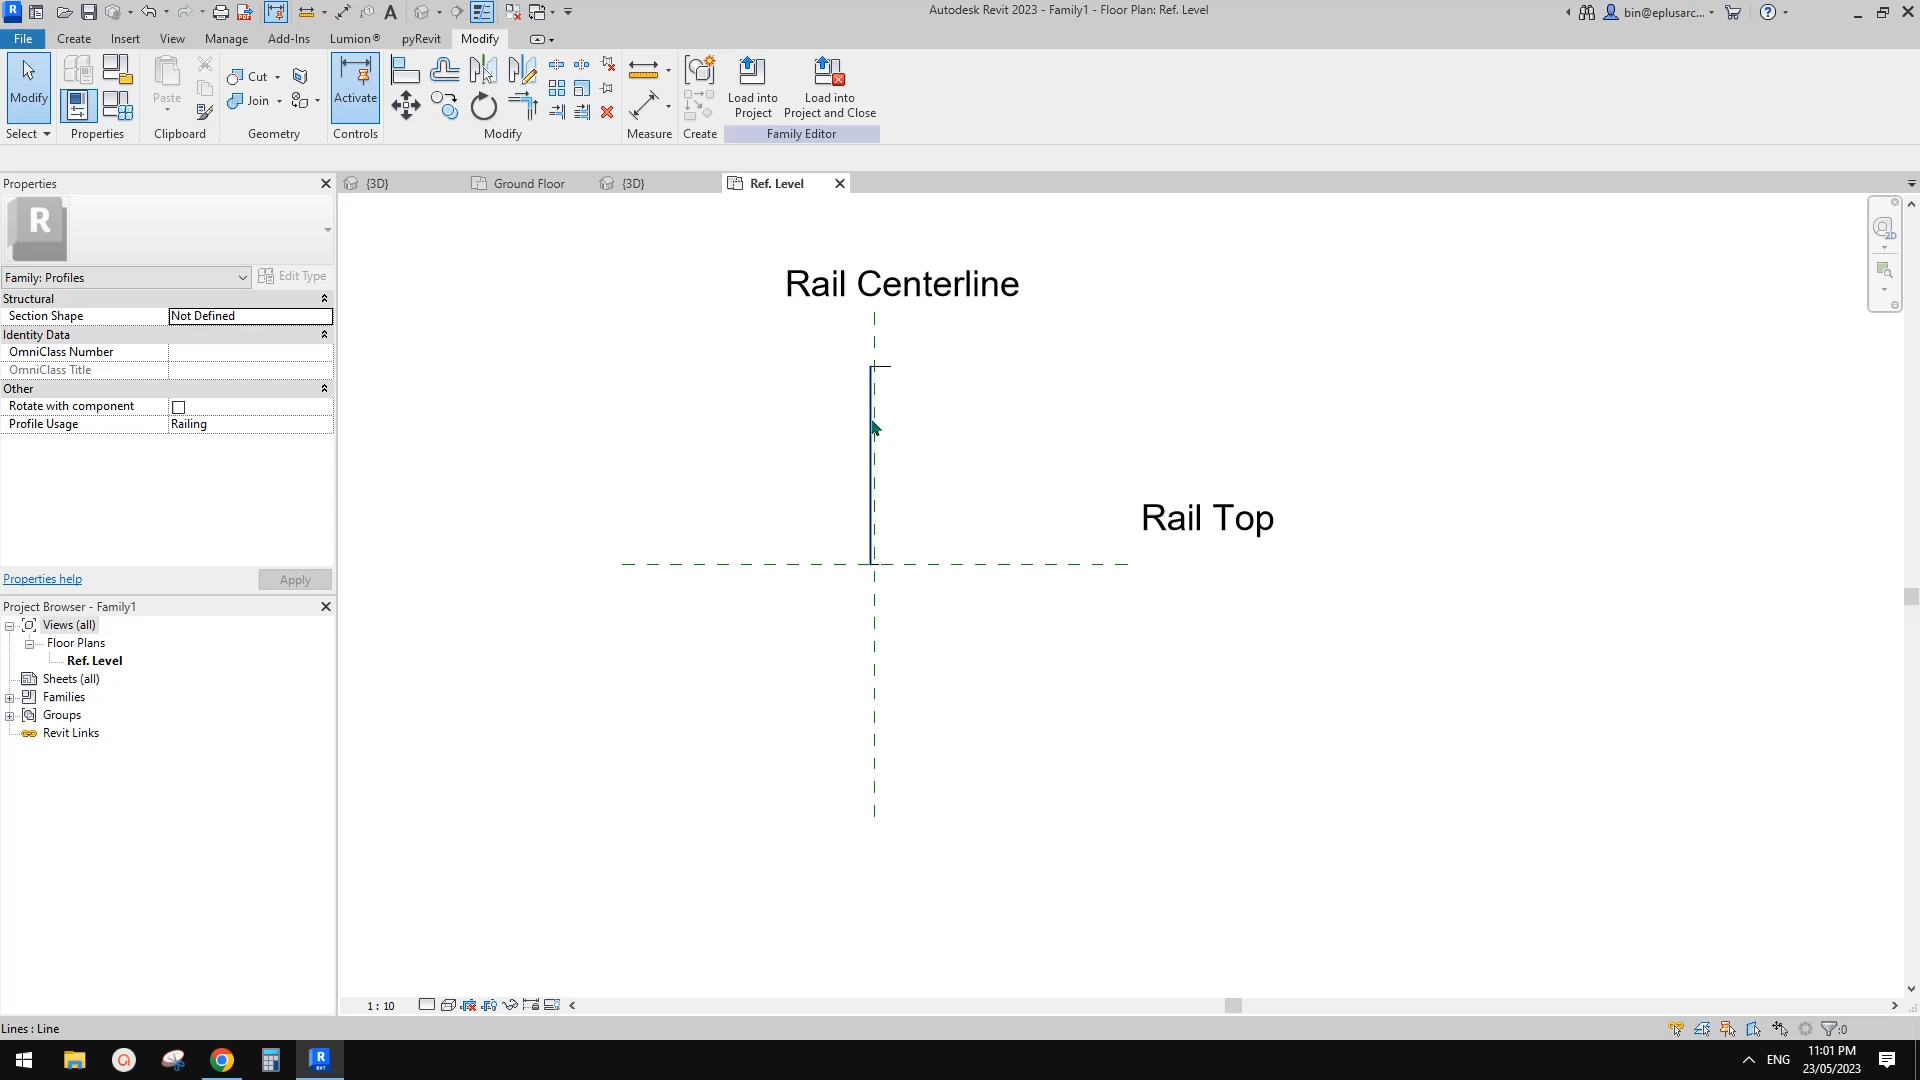 Autodesk Revit 2023 - Family1 - Floor Plan: Ref. Level
bin@eplusarc...
File Create Insert View Manage Add-Ins Lumion® pyRevit Modify
Modify
Paste
Cut
Join
Activate
Load into
Project
Load into
Project and Close
Select Properties Clipboard Geometry Controls Modify Measure Create Family Editor
Properties
{3D} Ground Floor {3D} Ref. Level
R
Family: Profiles Edit Type
Structural
Section Shape Not Defined
Identity Data
OmniClass Number
OmniClass Title
Other
Rotate with component
Profile Usage Railing
Properties help Apply
Project Browser - Family1
Views (all)
Floor Plans
Ref. Level
Sheets (all)
Families
Groups
Revit Links
Rail Centerline
Rail Top
2D
1 : 10
Lines : Line
:0
ENG
11:01 PM
23/05/2023